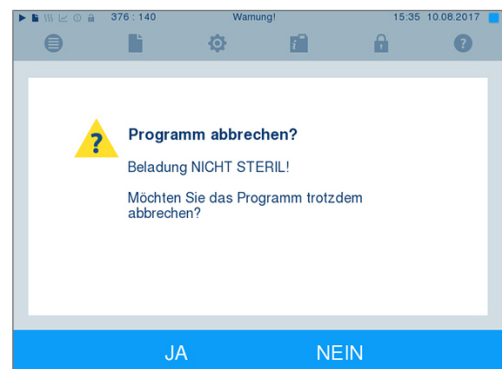 376 : 140 Warnung! 15:35 10.08.2017
Programm abbrechen?
Beladung NICHT STERIL!
Möchten Sie das Programm trotzdem
abbrechen?
JA NEIN